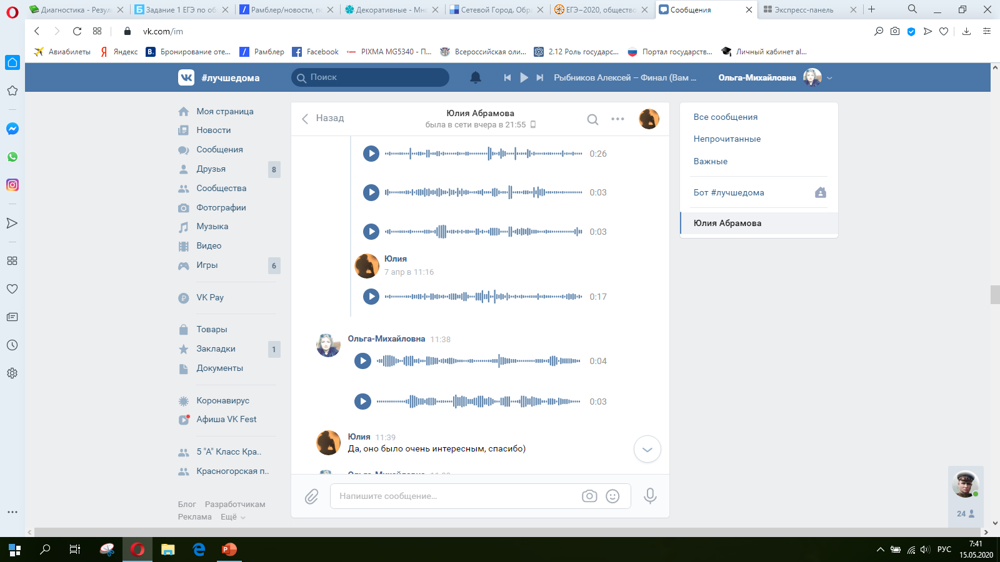 Диагностика - Резуль
Задание 1 ЕГЭ по об
Рамблер/новости, по
Декоративные - Мно
Сетевой Город. Обра
ЕГЭ–2020, обществo
Сообщения
Экспресс-панель
vk.com/im
Авиабилеты
Яндекс
Бронирование оте...
Рамблер
Facebook
PIXMA MG5340 - П...
Всероссийская оли...
2.12 Роль государс...
Портал государств...
Личный кабинет al...
#лучшедома
Поиск
Рыбников Алексей – Финал (Вам ...
Ольга-Михайловна
Моя страница
Новости
Сообщения
Друзья
8
Сообщества
Фотографии
Музыка
Видео
Игры
6
VK Pay
Товары
Закладки
1
Документы
Коронавирус
Афиша VK Fest
5 "А" Класс Кра..
Красногорская п..
Блог Разработчикам
Реклама Ещё
Назад
Юлия Абрамова
была в сети вчера в 21:55
0:26
0:03
0:03
Юлия
7 апр в 11:16
0:17
Ольга-Михайловна 11:38
0:04
0:03
Юлия 11:39
Да, оно было очень интересным, спасибо)
Напишите сообщение...
Все сообщения
Непрочитанные
Важные
Бот #лучшедома
Юлия Абрамова
24
РУС
7:41
15.05.2020